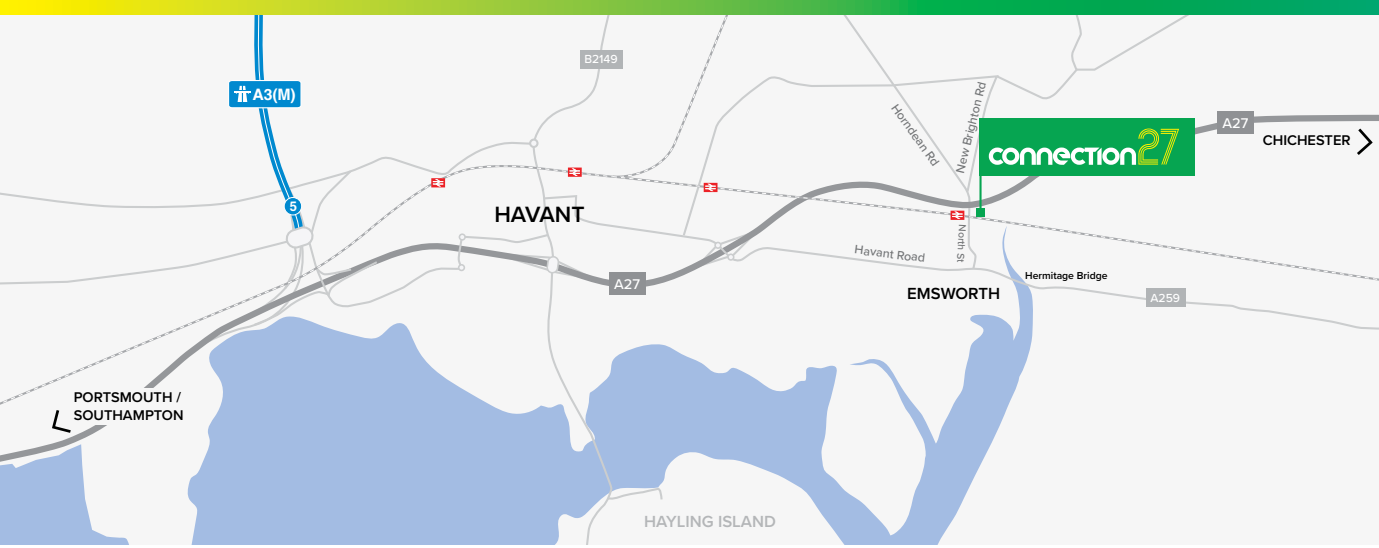 B2149
A3(M)
Horndean Rd
New Brighton Rd
connection27
A27
CHICHESTER
5
HAVANT
North St
Havant Road
Hermitage Bridge
A27
EMSWORTH
A259
PORTSMOUTH /
SOUTHAMPTON
HAYLING ISLAND